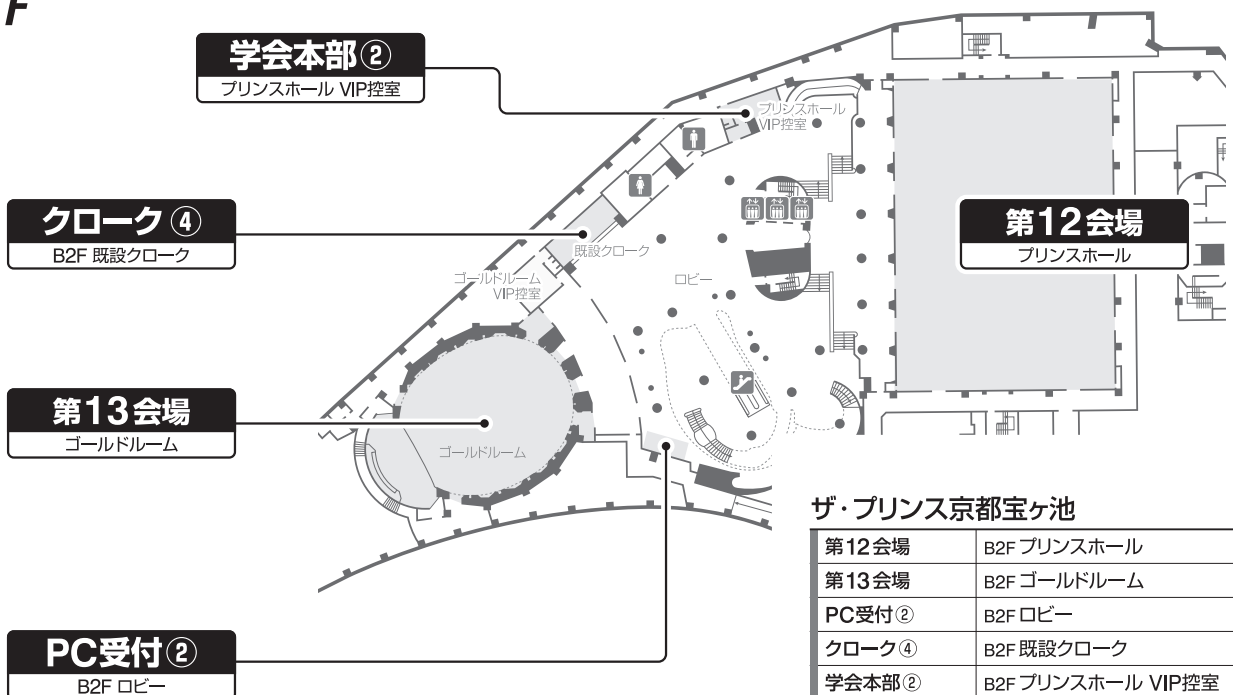 F
学会本部②
プリンスホール VIP控室
プリンスホール
VIP控室
クローク④
B2F 既設クローク
既設クローク
第12会場
プリンスホール
ゴールドルーム
VIP控室
ロビー
第13会場
ゴールドルーム
ゴールドルーム
PC受付②
B2F ロビー
ザ・プリンス京都宝ヶ池
第12会場 B2F プリンスホール
第13会場 B2F ゴールドルーム
PC受付② B2F ロビー
クローク④ B2F 既設クローク
学会本部② B2F プリンスホール VIP控室